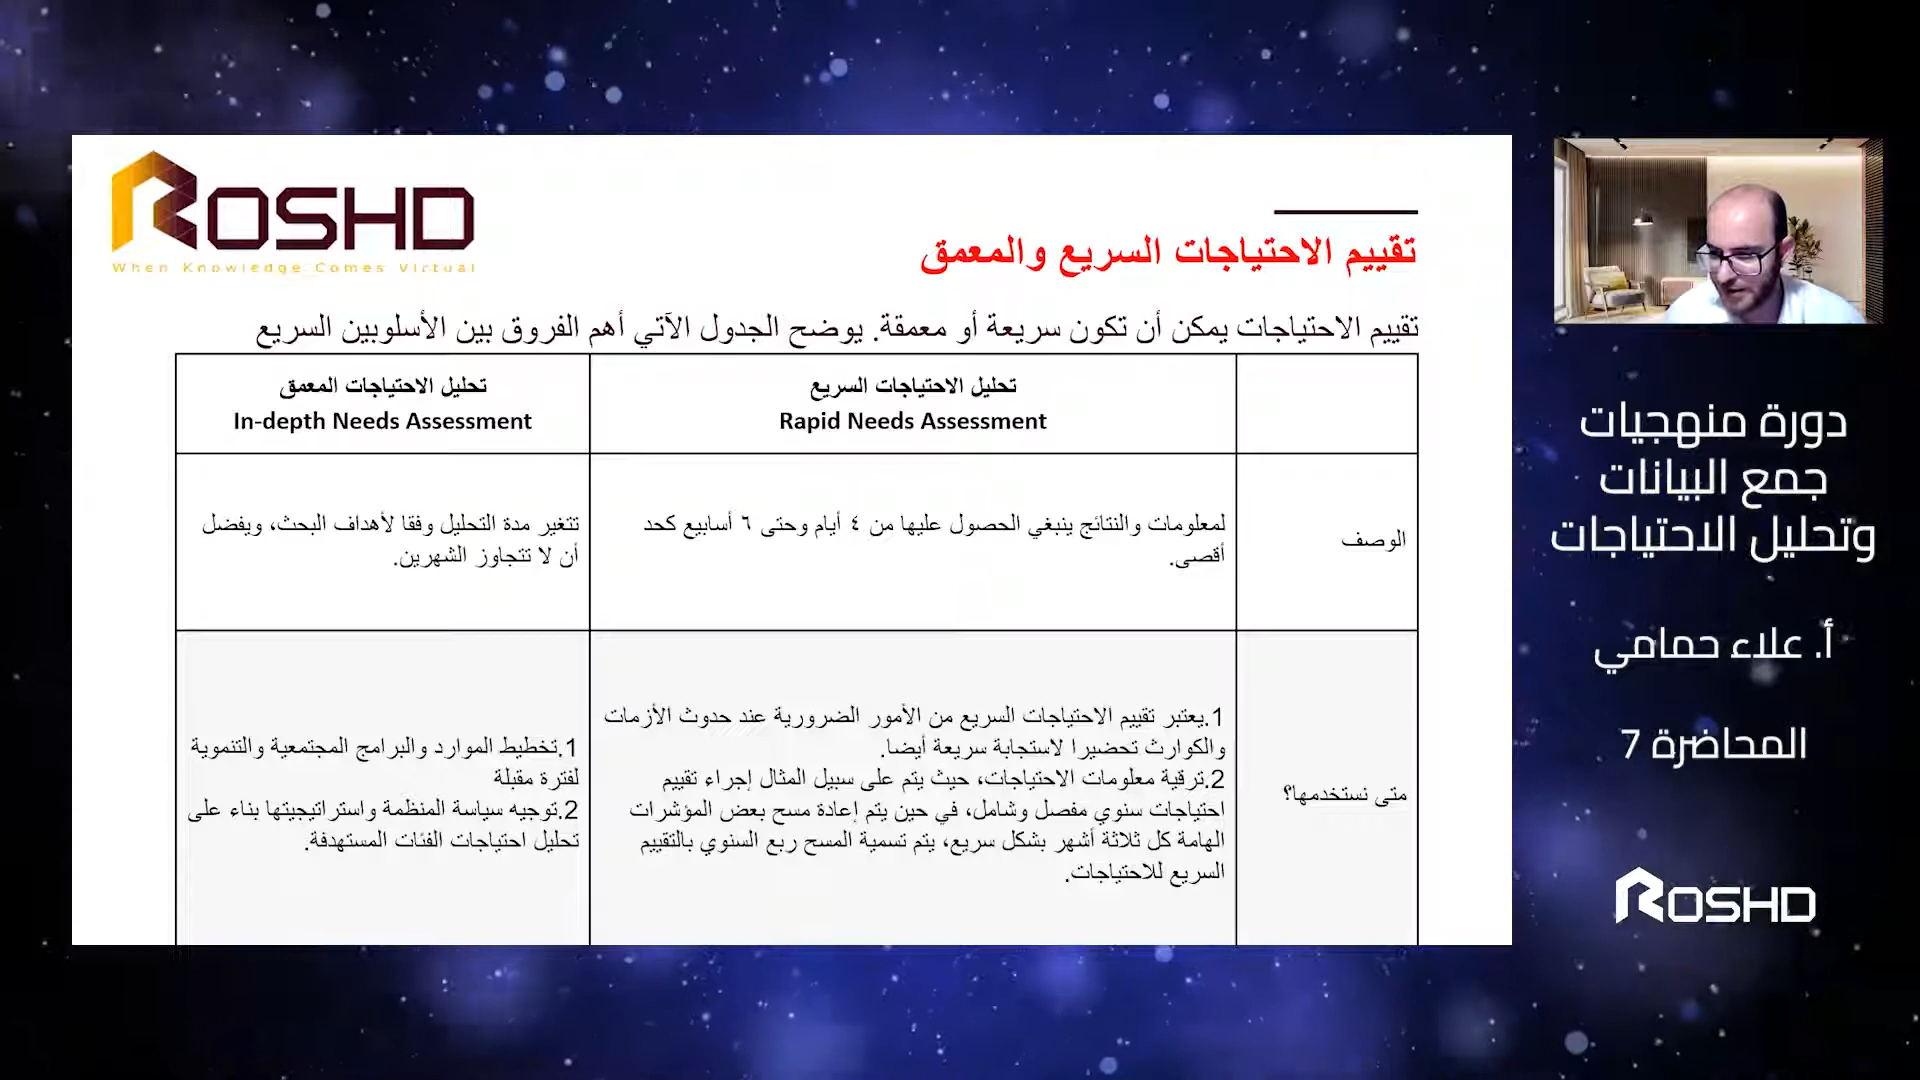 ROSHD
When Knowledge Comes Virtual
تقييم الاحتياجات السريع والمعمق
تقييم الاحتياجات يمكن أن تكون سريعة أو معمقة. يوضح الجدول الآتي أهم الفروق بين الأسلوبين السريع
تحليل الاحتياجات السريع
Rapid Needs Assessment
تحليل الاحتياجات المعمق
In-depth Needs Assessment
الوصف
لمعلومات والنتائج ينبغي الحصول عليها من ٤ أيام وحتى ٦ أسابيع كحد
أقصى.
تتغير مدة التحليل وفقا لأهداف البحث، ويفضل
أن لا تتجاوز الشهرين.
متى نستخدمها؟
1.يعتبر تقييم الاحتياجات السريع من الأمور الضرورية عند حدوث الأزمات
والكوارث تحضيرا لاستجابة سريعة أيضا.
2.ترقية معلومات الاحتياجات، حيث يتم على سبيل المثال إجراء تقييم
احتياجات سنوي مفصل وشامل، في حين يتم إعادة مسح بعض المؤشرات
الهامة كل ثلاثة أشهر بشكل سريع، يتم تسمية المسح ربع السنوي بالتقييم
السريع للاحتياجات.
1.تخطيط الموارد والبرامج المجتمعية والتنموية
لفترة مقبلة
2.توجيه سياسة المنظمة واستراتيجيتها بناء على
تحليل احتياجات الفئات المستهدفة.
دورة منهجيات
جمع البيانات
وتحليل الاحتياجات
أ. علاء حمامي
المحاضرة 7
ROSHD